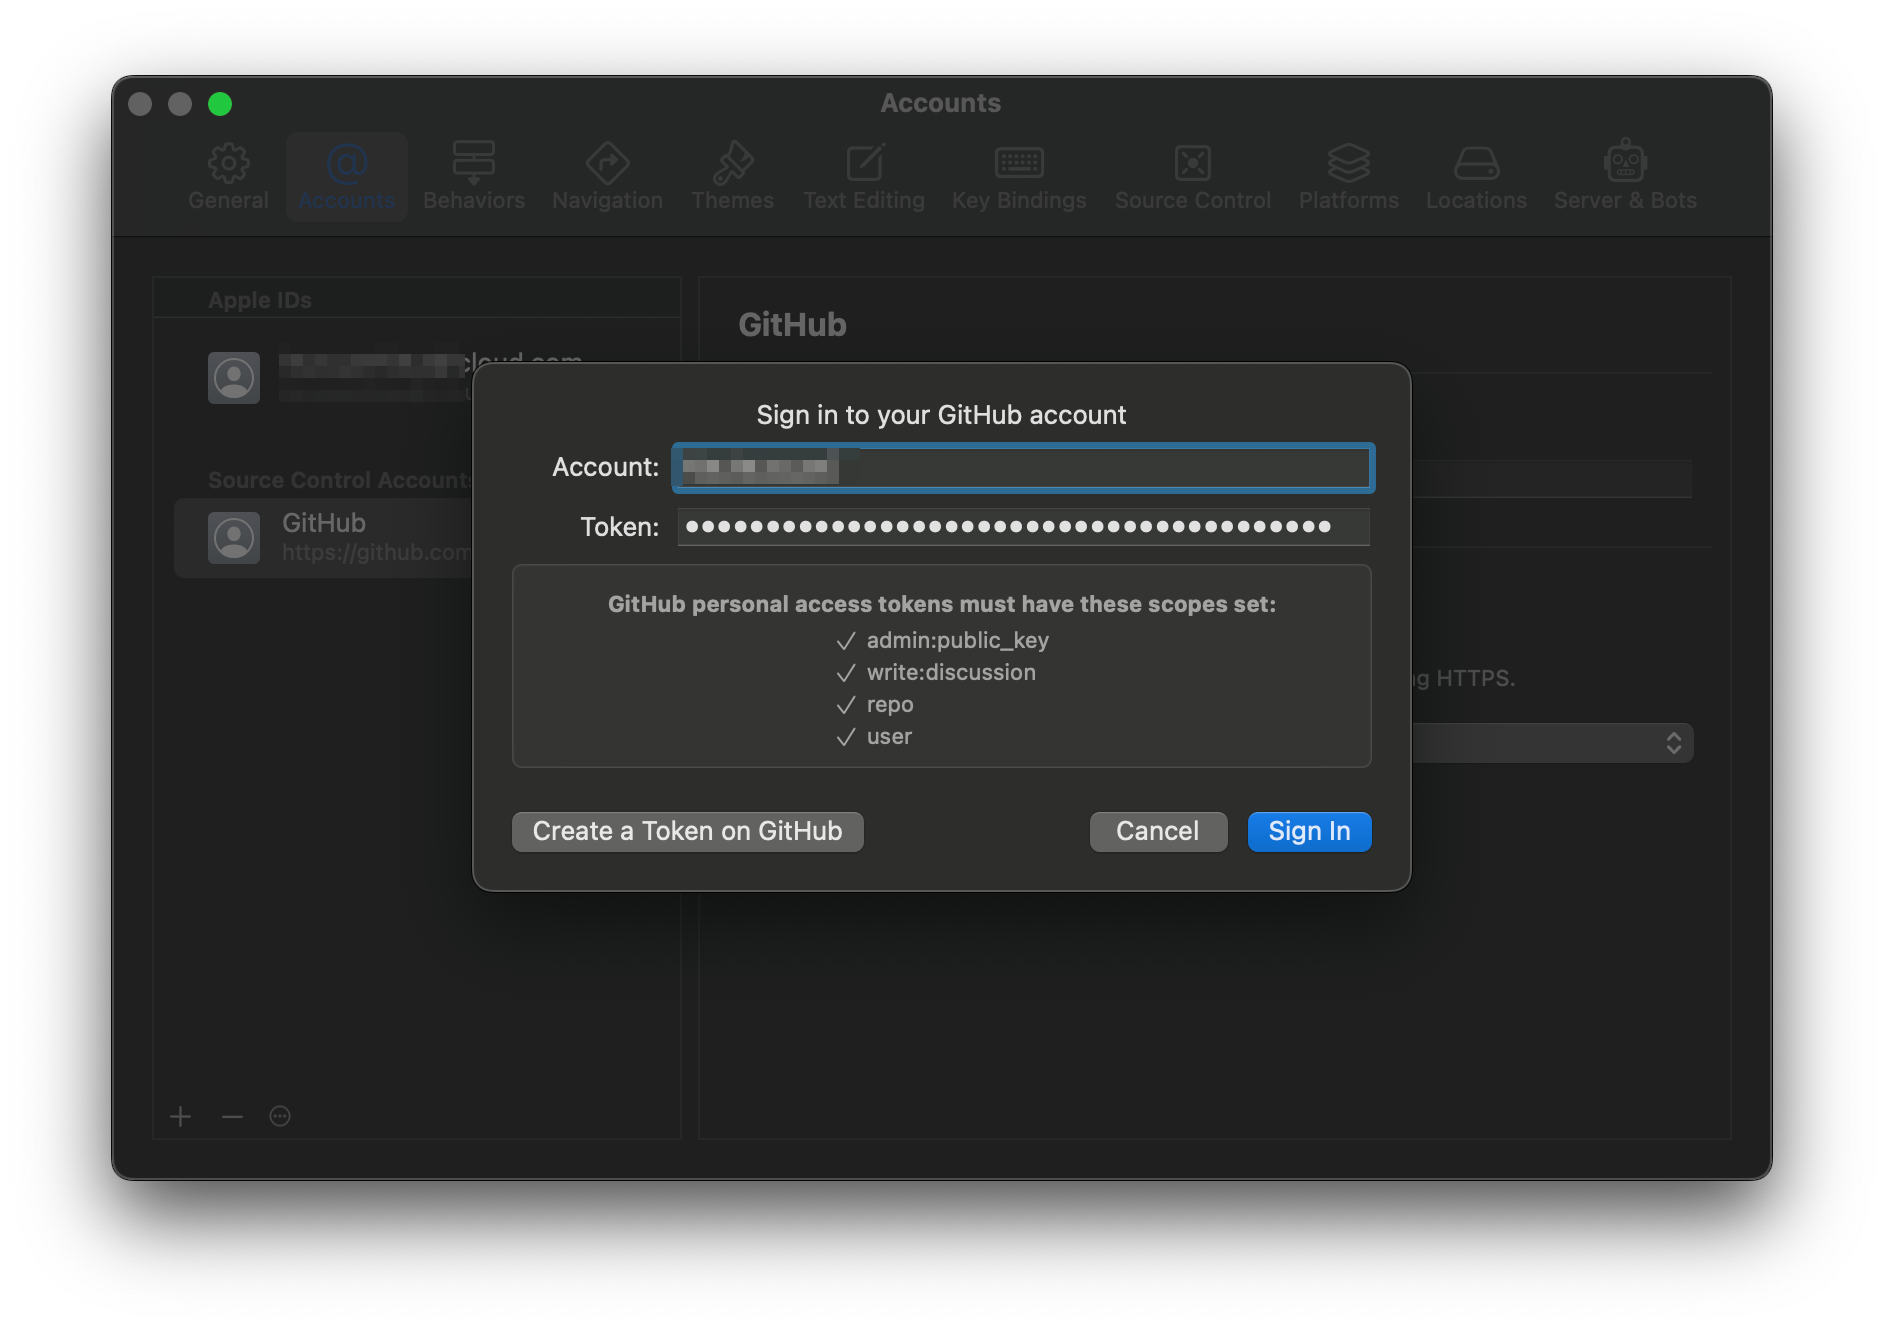 Accounts
General
Accounts
Behaviors
Navigation
Themes
Text Editing
Key Bindings
Source Control
Platforms
Locations
Server & Bots
Apple IDs
cloud.com
Source Control Accounts
GitHub
https://github.com
GitHub
Sign in to your GitHub account
Account:
Token: ●●●●●●●●●●●●●●●●●●●●●●●●●●●●●●●●●●●●●●●●
GitHub personal access tokens must have these scopes set:
✓ admin:public_key
✓ write:discussion
✓ repo
✓ user
Create a Token on GitHub
Cancel
Sign In
HTTPS.